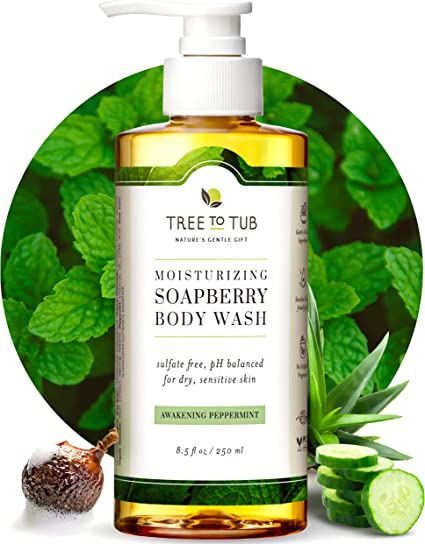 TREE TO TUB
NATURE'S GENTLE GIFT
MOISTURIZING
SOAPBERRY
BODY WASH
sulfate free, pH balanced
for dry, sensitive skin
AWAKENING PEPPERMINT
8.5 fl oz / 250 ml